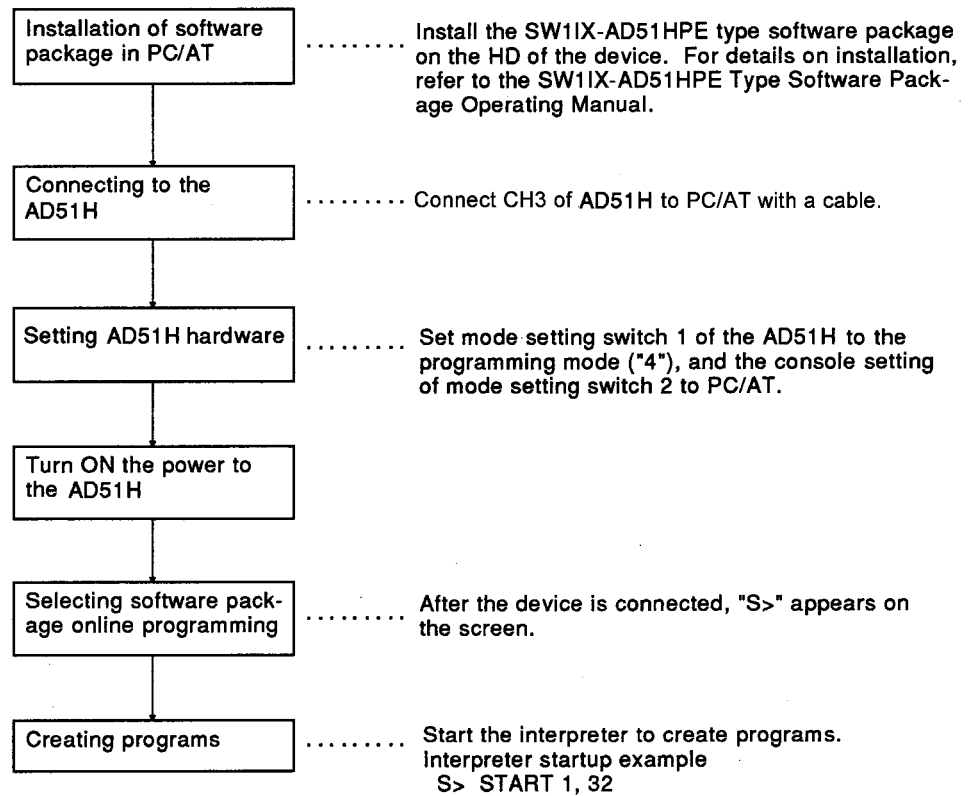 Installation of software
package in PC/AT
......... Install the SW1IX-AD51HPE type software package
on the HD of the device. For details on installation,
refer to the SW1IX-AD51HPE Type Software Pack-
age Operating Manual.
Connecting to the
AD51H
......... Connect CH3 of AD51H to PC/AT with a cable.
Setting AD51H hardware
......... Set mode setting switch 1 of the AD51H to the
programming mode ("4"), and the console setting
of mode setting switch 2 to PC/AT.
Turn ON the power to
the AD51H
Selecting software pack-
age online programming
......... After the device is connected, "S>" appears on
the screen.
Creating programs
......... Start the interpreter to create programs.
Interpreter startup example
S> START 1, 32